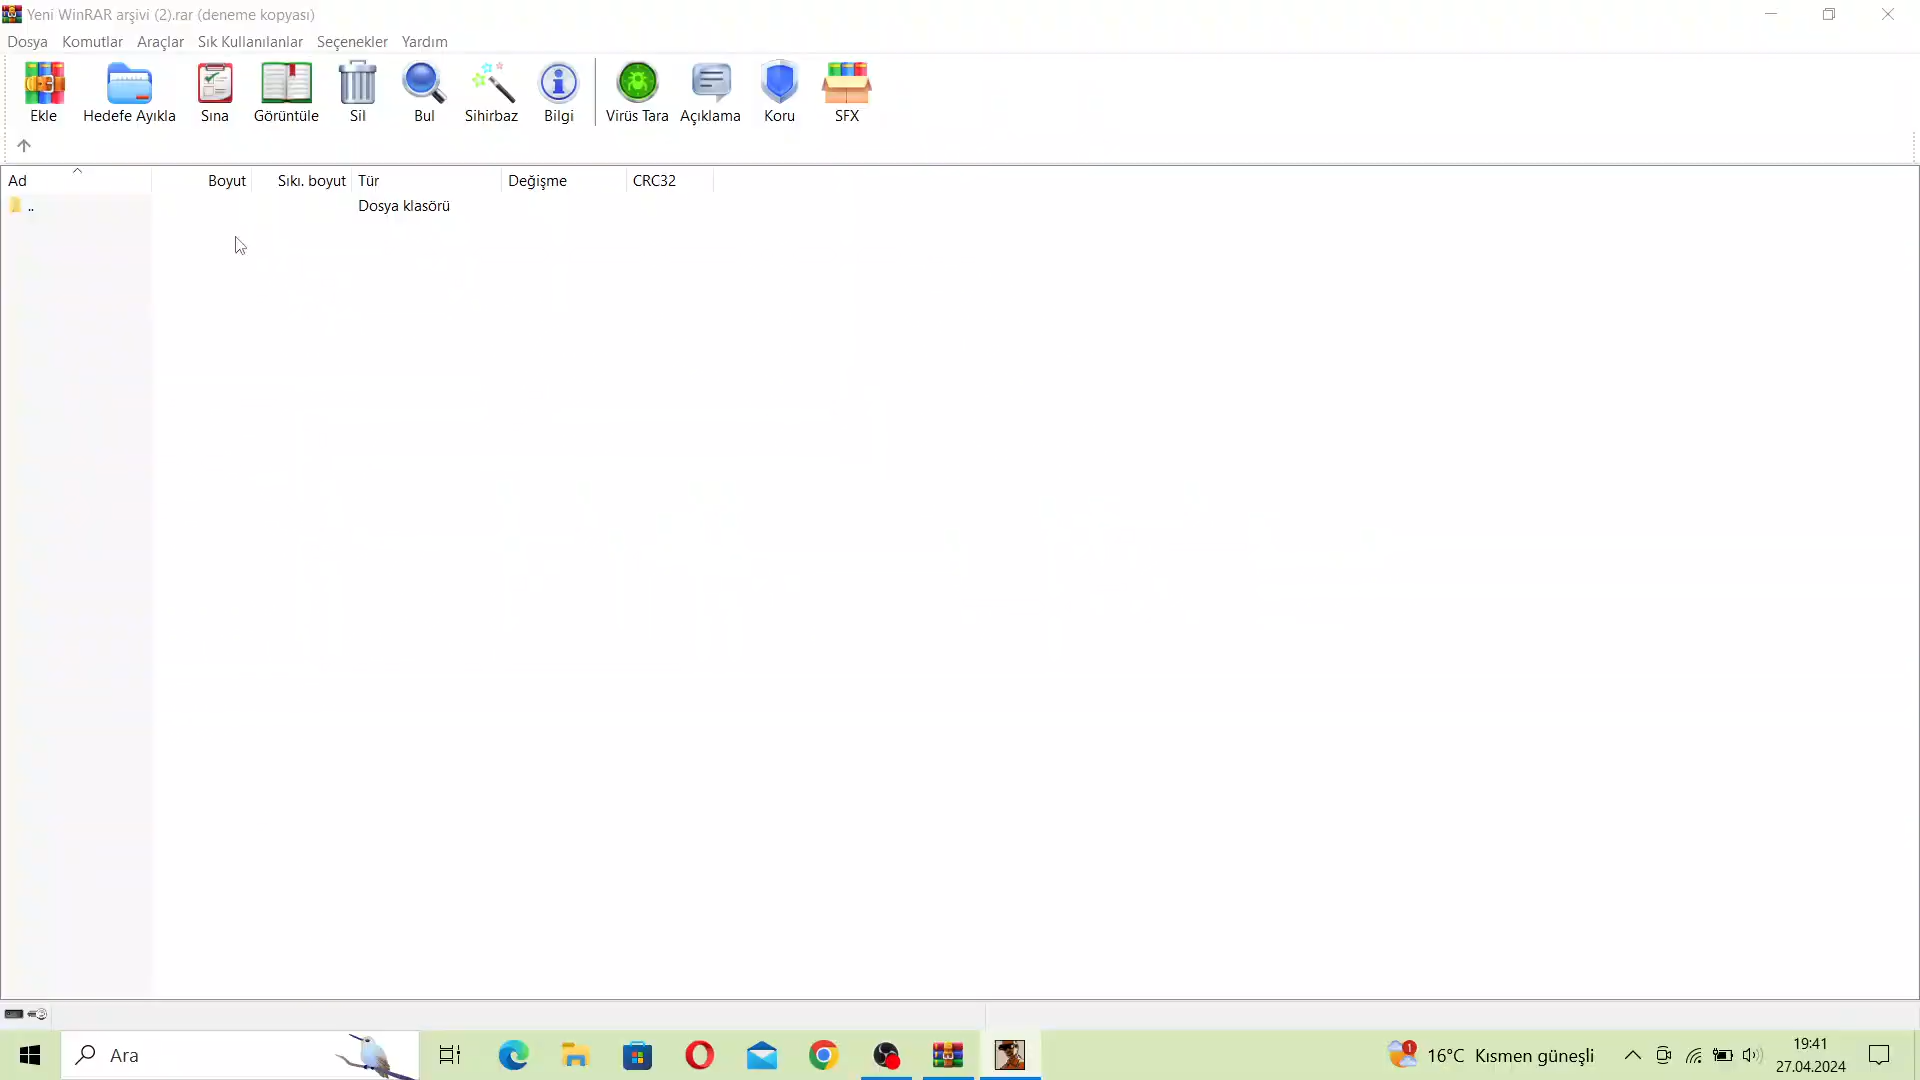 Yeni WinRAR arşivi (2).rar (deneme kopyası)
Dosya Komutlar Araçlar Sık Kullanılanlar Seçenekler Yardım
Ekle Hedefe Ayıkla Sına Görüntüle Sil Bul Sihirbaz Bilgi Virüs Tara Açıklama Koru SFX
Ad Boyut Sıkı. boyut Tür Değişme CRC32
.. Dosya klasörü
Ara 1 16°C Kısmen güneşli 19:41
27.04.2024